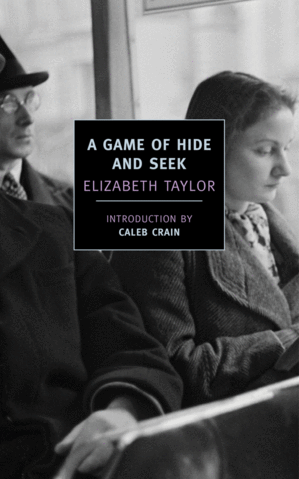 A GAME OF HIDE
AND SEEK
ELIZABETH TAYLOR
INTRODUCTION BY
CALEB CRAIN